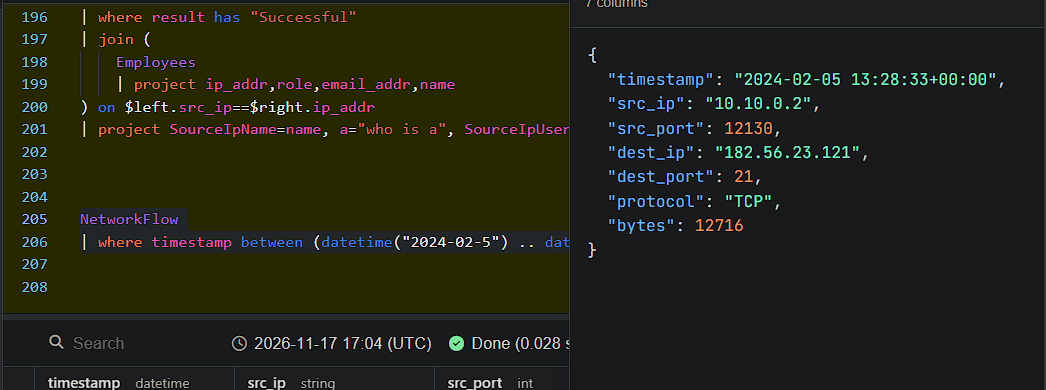 196 | where result has "Successful"
197 | join (
198 Employees
199 | project ip_addr,role,email_addr,name
200 ) on $left.src_ip==$right.ip_addr
201 | project SourceIpName=name, a="who is a", SourceIpUser
202
203
204
205 NetworkFlow
206 | where timestamp between (datetime("2024-02-5") .. dat
207
208
Search 2026-11-17 17:04 (UTC) Done (0.028 s
timestamp datetime src_ip string src_port int
7 columns
{
"timestamp": "2024-02-05 13:28:33+00:00",
"src_ip": "10.10.0.2",
"src_port": 12130,
"dest_ip": "182.56.23.121",
"dest_port": 21,
"protocol": "TCP",
"bytes": 12716
}